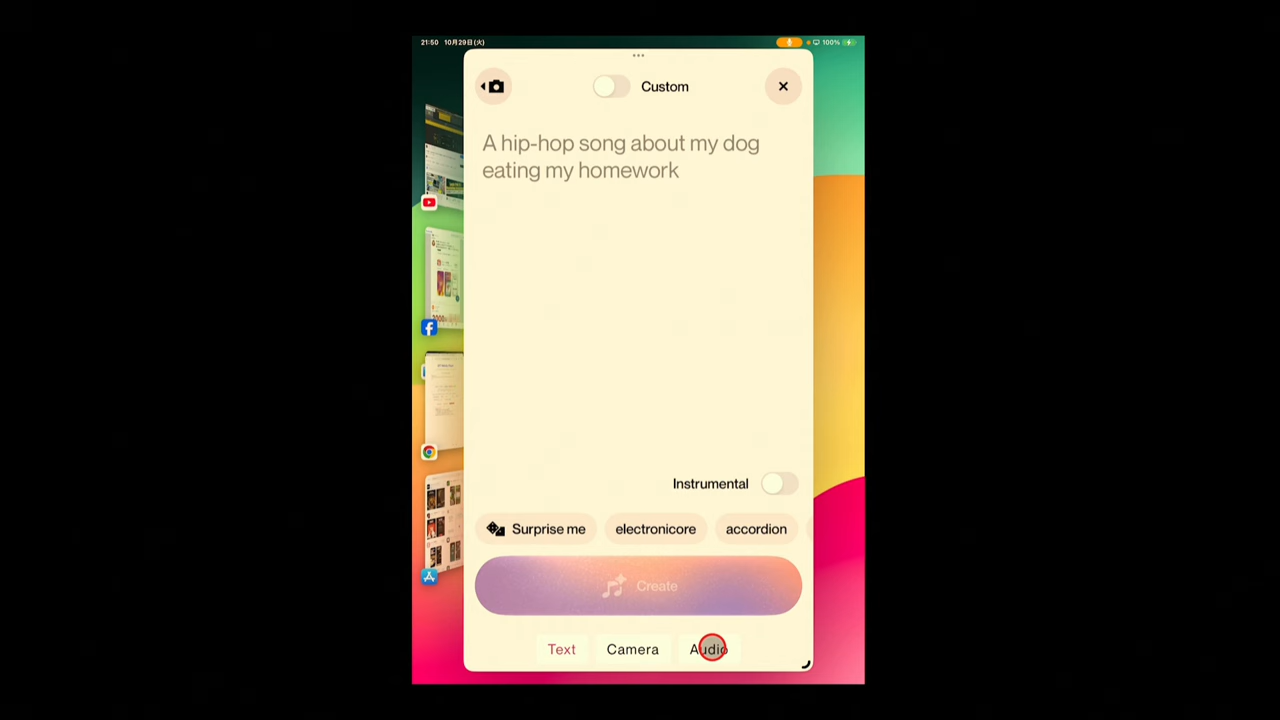 21:50 10月29日(火)
100%
Custom
A hip-hop song about my dog
eating my homework
Instrumental
Surprise me
electronicore
accordion
Create
Text
Camera
Audio